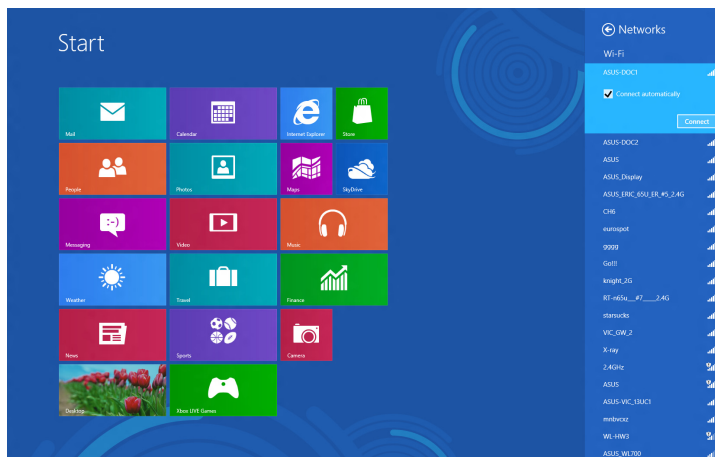 Start
Mail
Calendar
Internet Explorer
Store
People
Photos
Maps
SkyDrive
:-)
Messaging
Video
Music
Weather
Travel
Finance
News
Sports
Camera
Desktop
Xbox LIVE Games
Networks
Wi-Fi
ASUS-DOC1
Connect automatically
Connect
ASUS-DOC2
ASUS
ASUS_Display
ASUS_ERIC_65U_ER_#5_2.4G
CH6
eurospot
9999
Go!!!
knight_2G
RT-n65u__#7____2.4G
starsucks
VIC_GW_2
X-ray
2.4GHz
ASUS
ASUS-VIC_13UC1
mnbvcxz
WL-HW3
ASUS_WL700